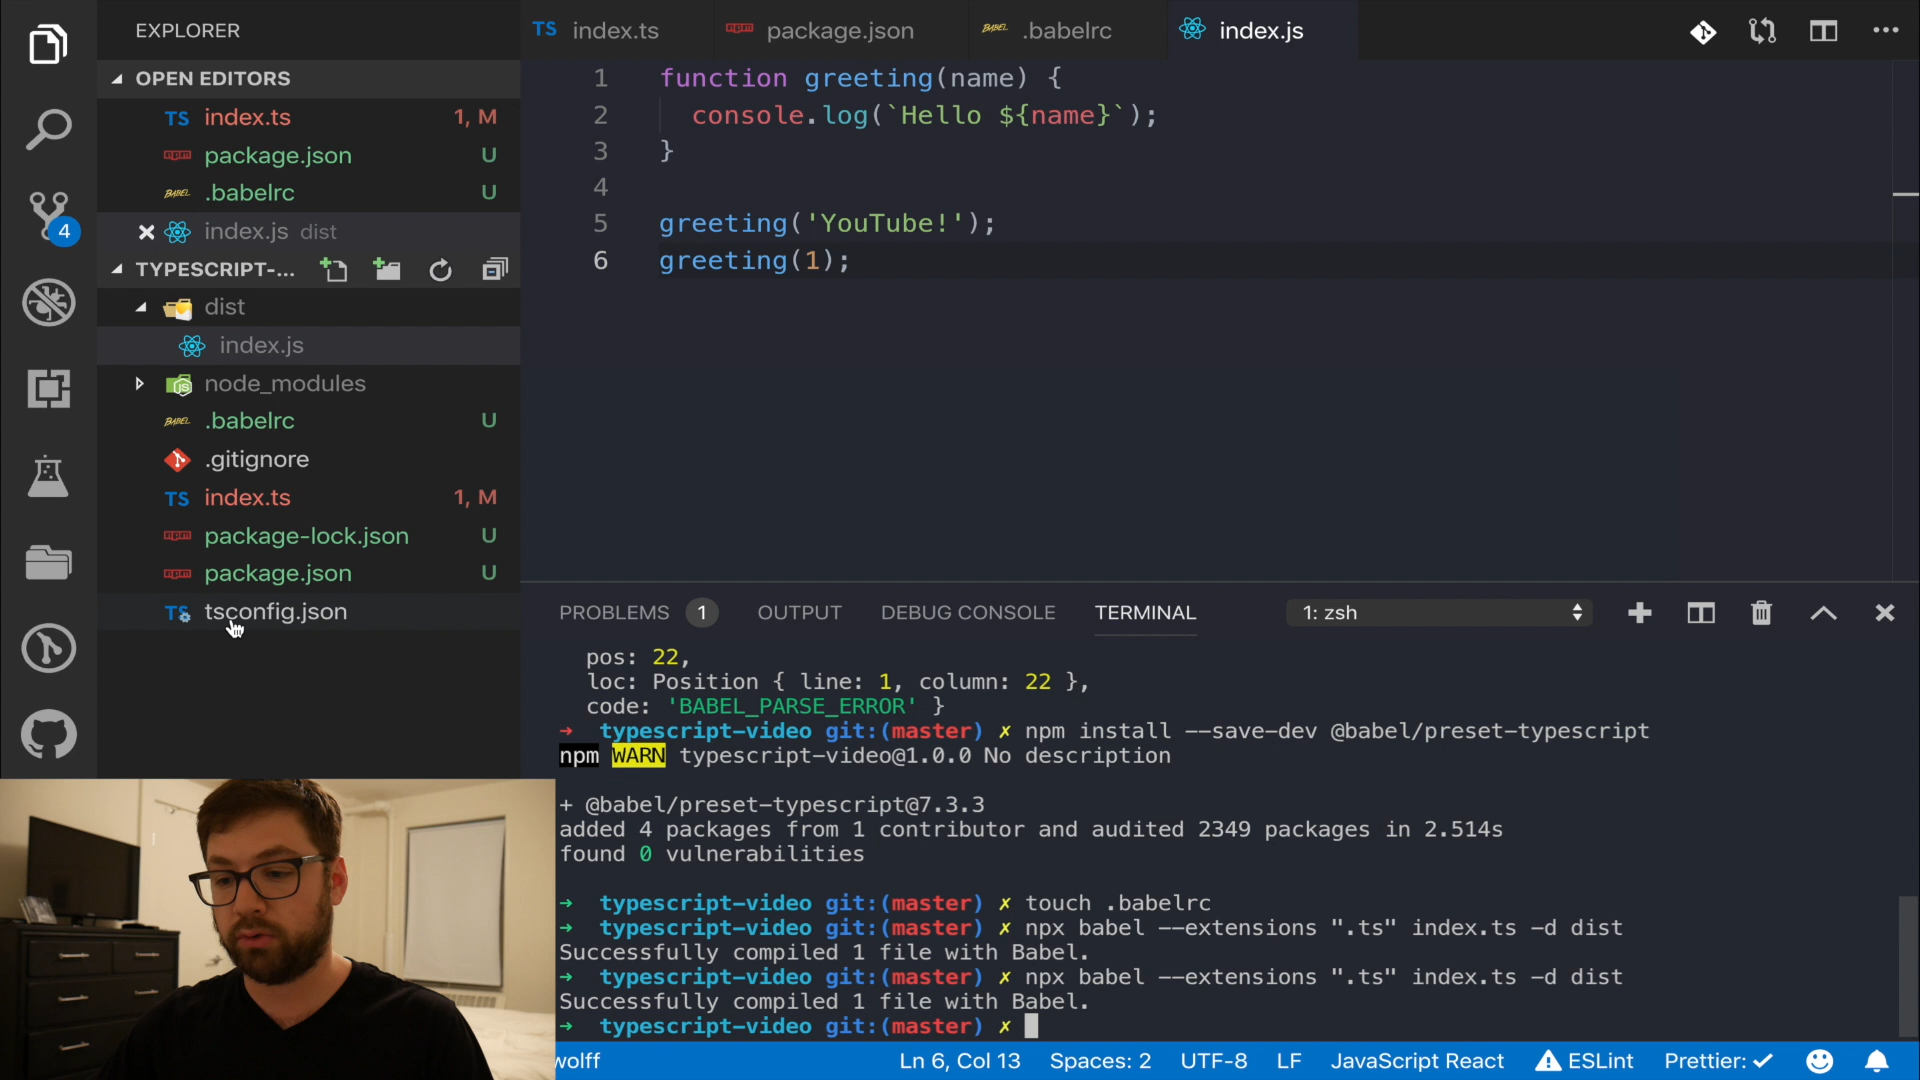 EXPLORER
OPEN EDITORS
TS index.ts 1, M
npm package.json U
BABEL .babelrc U
index.js dist
TYPESCRIPT-...
dist
index.js
JS node_modules
BABEL .babelrc U
.gitignore
TS index.ts 1, M
npm package-lock.json U
npm package.json U
TS tsconfig.json
4
TS index.ts
npm package.json
BABEL .babelrc
index.js
1 function greeting(name) {
2 console.log(`Hello ${name}`);
3 }
4
5 greeting('YouTube!');
6 greeting(1);
PROBLEMS 1 OUTPUT DEBUG CONSOLE TERMINAL 1: zsh
pos: 22,
loc: Position { line: 1, column: 22 },
code: 'BABEL_PARSE_ERROR' }
➜ typescript-video git:(master) ✗ npm install --save-dev @babel/preset-typescript
npm WARN typescript-video@1.0.0 No description
+ @babel/preset-typescript@7.3.3
added 4 packages from 1 contributor and audited 2349 packages in 2.514s
found 0 vulnerabilities
➜ typescript-video git:(master) ✗ touch .babelrc
➜ typescript-video git:(master) ✗ npx babel --extensions ".ts" index.ts -d dist
Successfully compiled 1 file with Babel.
➜ typescript-video git:(master) ✗ npx babel --extensions ".ts" index.ts -d dist
Successfully compiled 1 file with Babel.
➜ typescript-video git:(master) ✗
wolff Ln 6, Col 13 Spaces: 2 UTF-8 LF JavaScript React ESLint Prettier: ✓